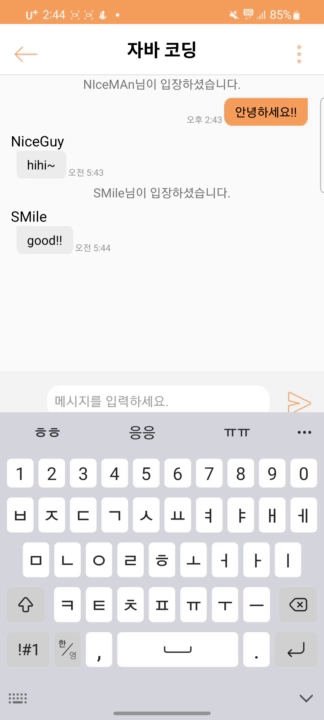 U+ 2:44 85%
자바 코딩
NIceMAn님이 입장하셨습니다.
오후 2:43 안녕하세요!!
NiceGuy
hihi~ 오전 5:43
SMile님이 입장하셨습니다.
SMile
good!! 오전 5:44
메시지를 입력하세요.
ㅎㅎ 응응 ㅠㅠ
1 2 3 4 5 6 7 8 9 0
ㅂ ㅈ ㄷ ㄱ ㅅ ㅛ ㅕ ㅑ ㅐ ㅔ
ㅁ ㄴ ㅇ ㄹ ㅎ ㅗ ㅓ ㅏ ㅣ
ㅋ ㅌ ㅊ ㅍ ㅠ ㅜ ㅡ
!#1 한/영 , .